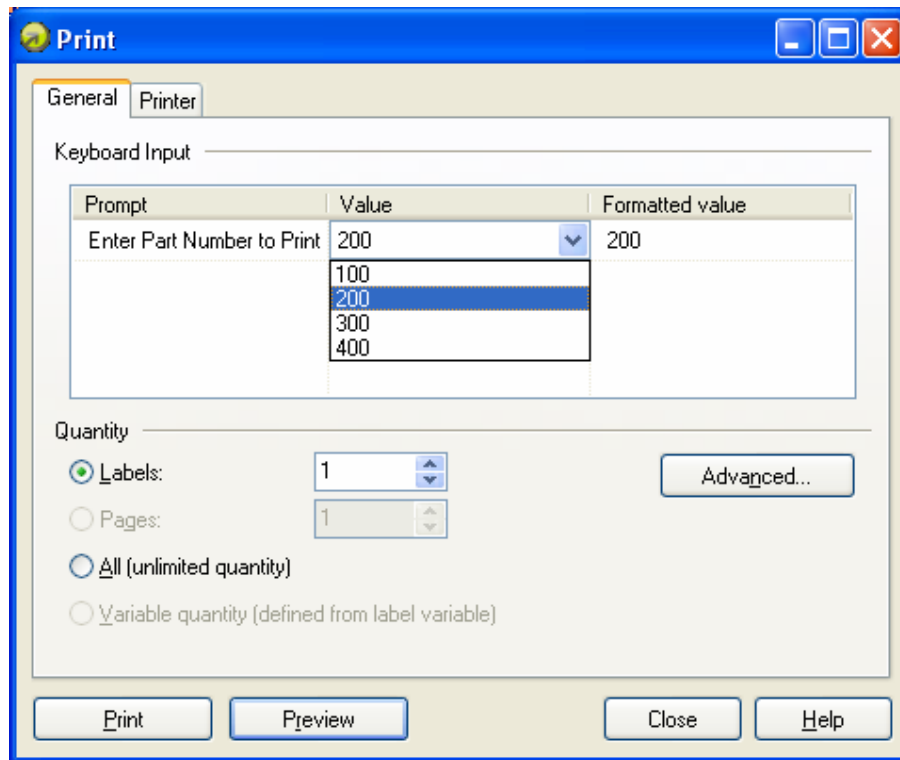 Print
General Printer
Keyboard Input
Prompt Value Formatted value
Enter Part Number to Print 200 200
100
200
300
400
Quantity
Labels: 1 Advanced...
Pages: 1
All (unlimited quantity)
Variable quantity (defined from label variable)
Print Preview Close Help